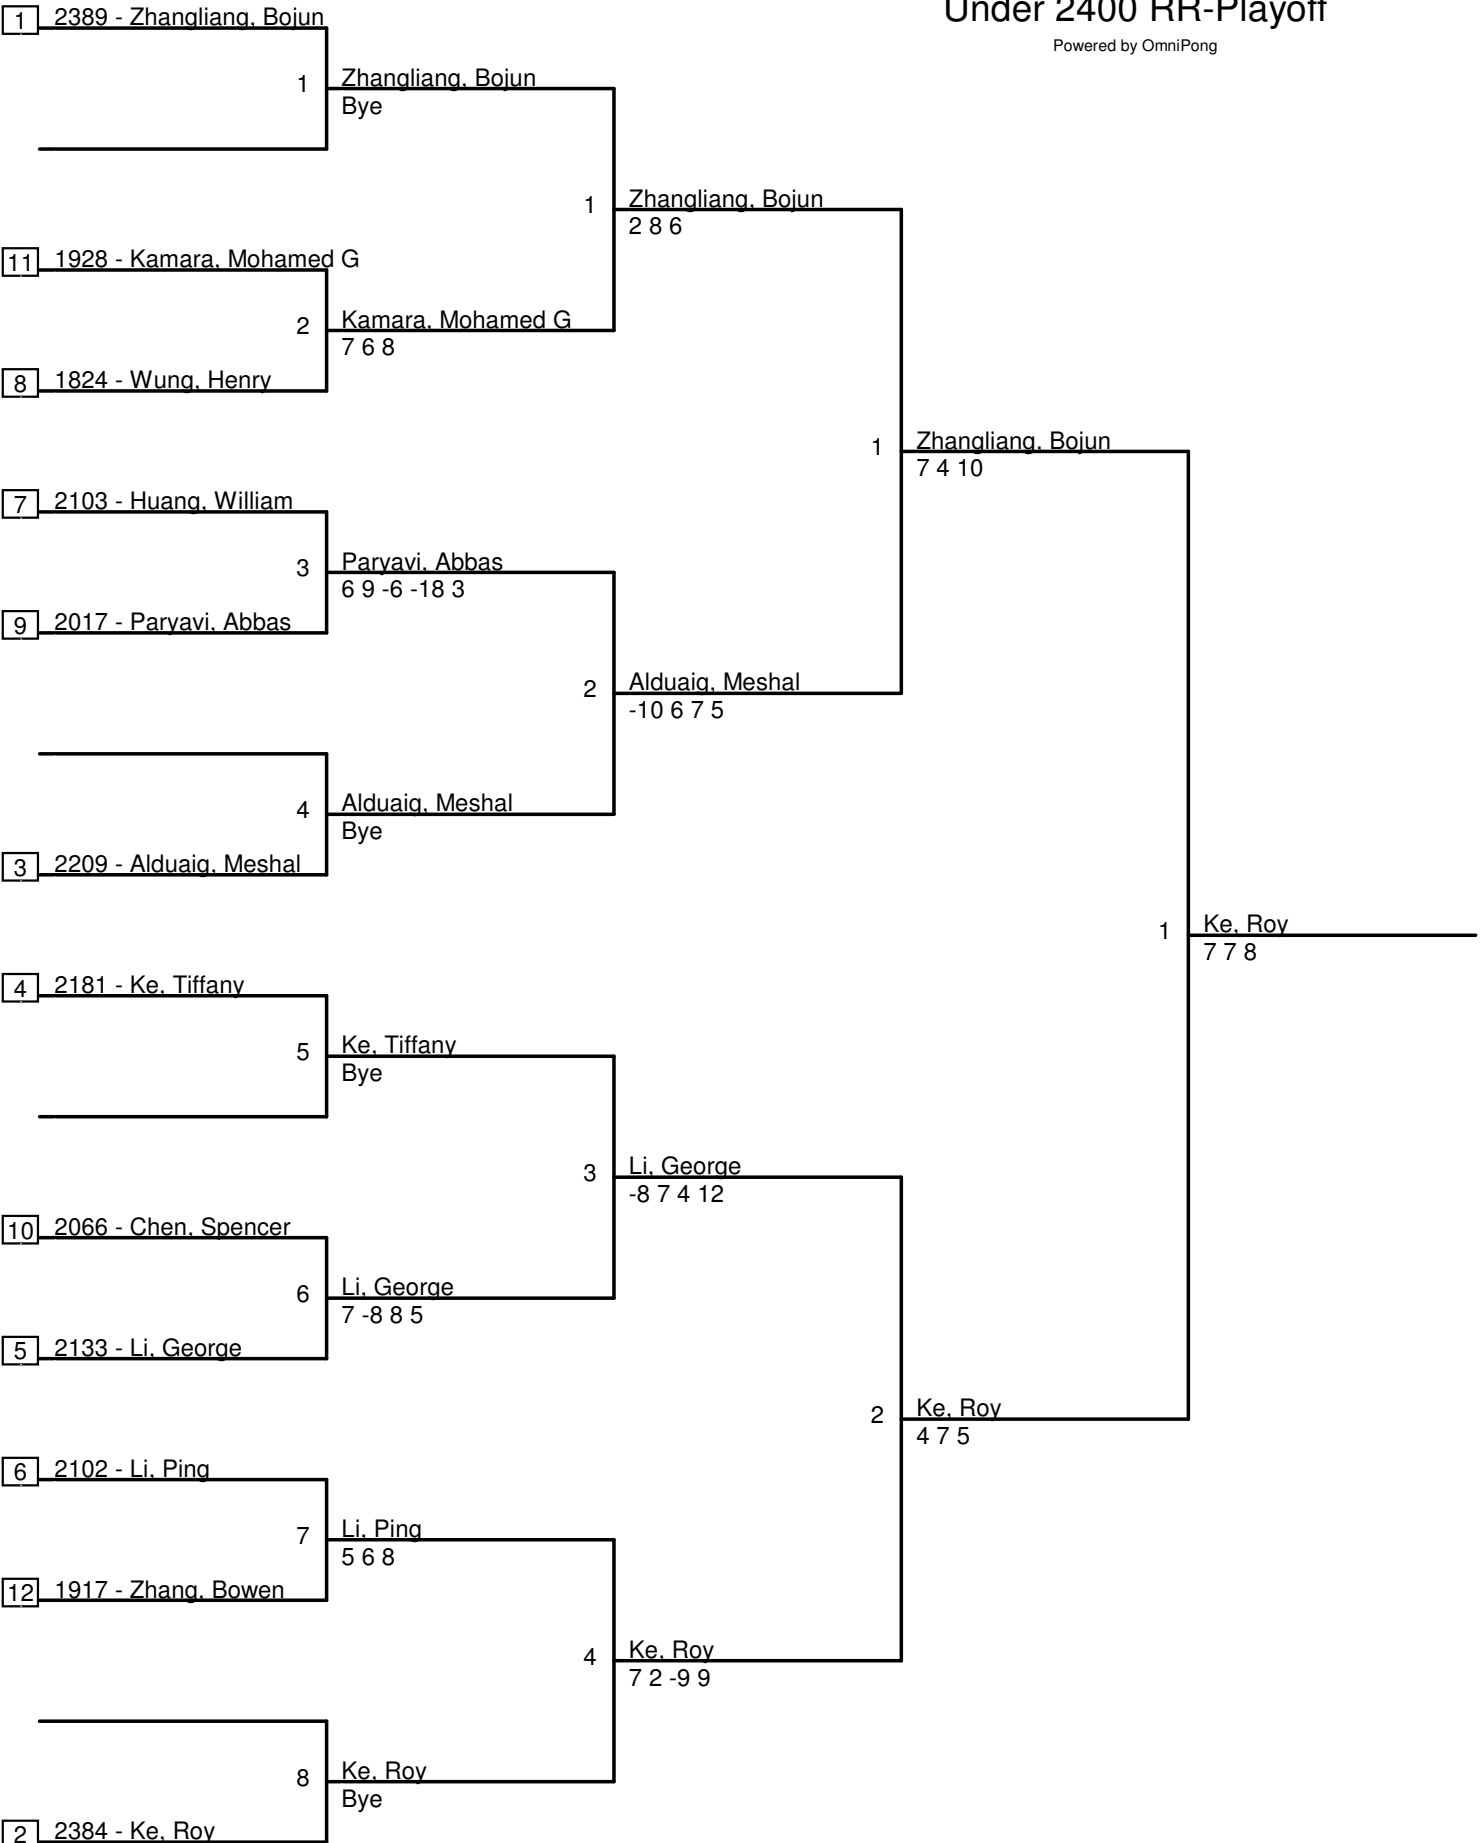 Under 2400 RR-Playoff
Powered by OmniPong
1 2389 - Zhangliang, Bojun
1 Zhangliang, Bojun
Bye
1 Zhangliang, Bojun
2 8 6
11 1928 - Kamara, Mohamed G
2 Kamara, Mohamed G
7 6 8
8 1824 - Wung, Henry
1 Zhangliang, Bojun
7 4 10
7 2103 - Huang, William
3 Paryavi, Abbas
6 9 -6 -18 3
9 2017 - Paryavi, Abbas
2 Alduaig, Meshal
-10 6 7 5
4 Alduaig, Meshal
Bye
3 2209 - Alduaig, Meshal
1 Ke, Roy
7 7 8
4 2181 - Ke, Tiffany
5 Ke, Tiffany
Bye
3 Li, George
-8 7 4 12
10 2066 - Chen, Spencer
6 Li, George
7 -8 8 5
5 2133 - Li, George
2 Ke, Roy
4 7 5
6 2102 - Li, Ping
7 Li, Ping
5 6 8
12 1917 - Zhang, Bowen
4 Ke, Roy
7 2 -9 9
8 Ke, Roy
Bye
2 2384 - Ke, Roy